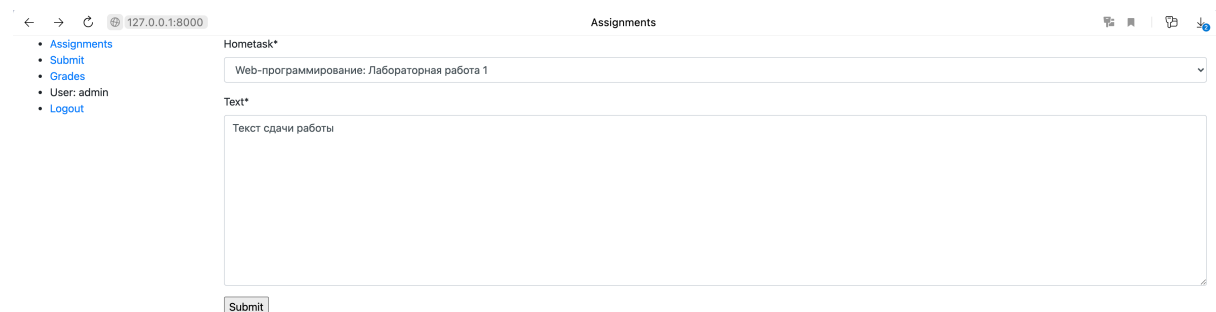 127.0.0.1:8000
Assignments
2
Assignments
Submit
Grades
User: admin
Logout
Hometask*
Web-программирование: Лабораторная работа 1
Text*
Текст сдачи работы
Submit